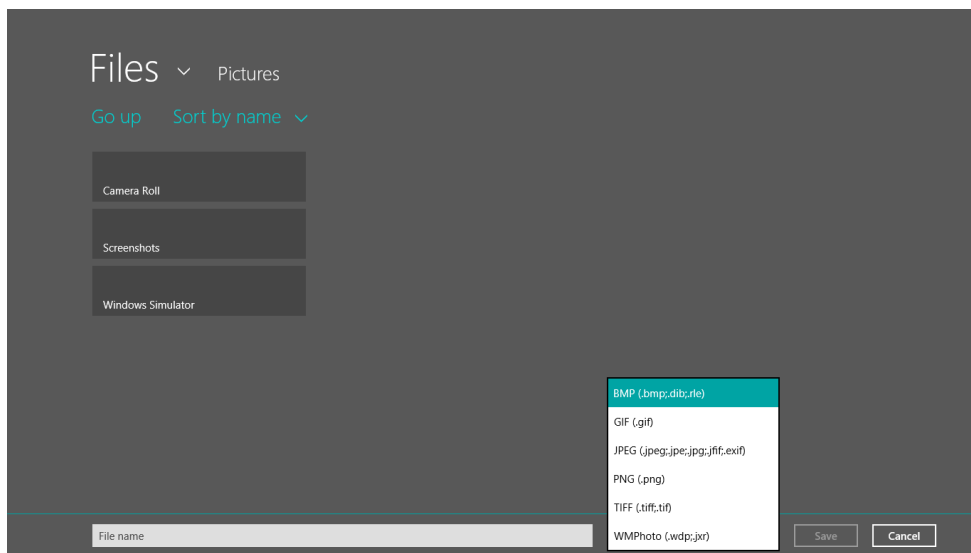 Files Pictures
Go up Sort by name
Camera Roll
Screenshots
Windows Simulator
BMP (.bmp;.dib;.rle)
GIF (.gif)
JPEG (.jpeg;.jpe;.jpg;.jfif;.exif)
PNG (.png)
TIFF (.tiff;.tif)
WMPhoto (.wdp;.jxr)
File name
Save Cancel